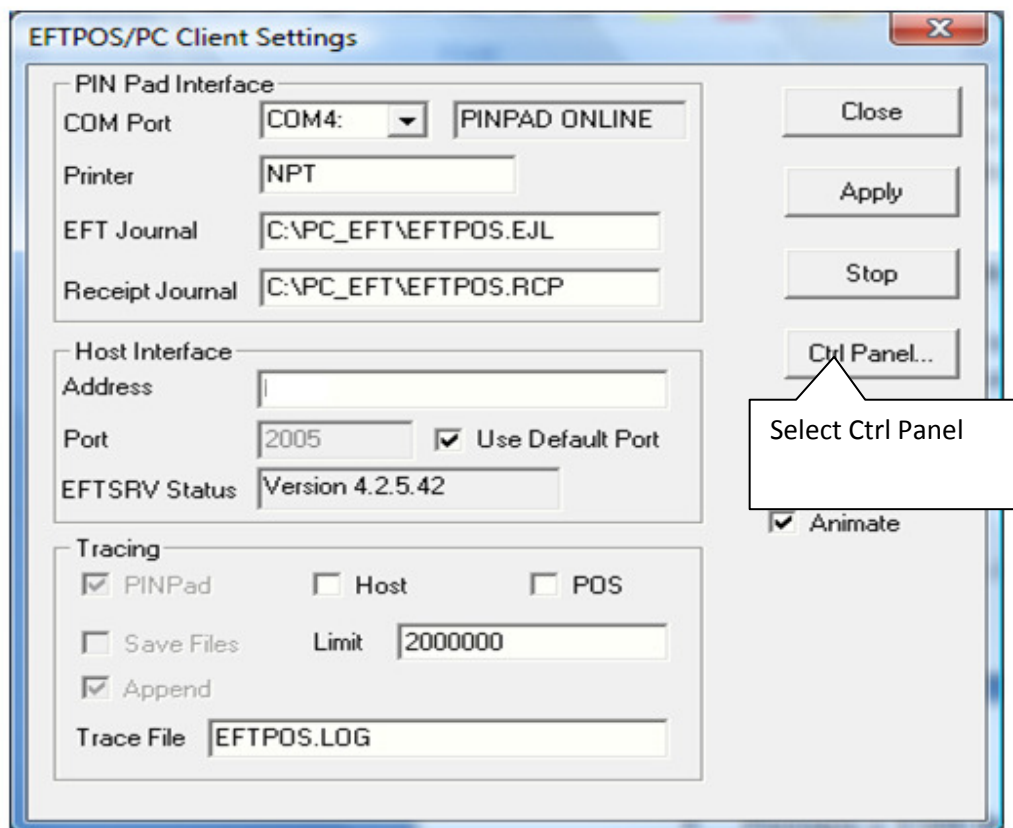 EFTPOS/PC Client Settings
PIN Pad Interface
COM Port COM4: PINPAD ONLINE
Close
Printer NPT
Apply
EFT Journal C:\PC_EFT\EFTPOS.EJL
Receipt Journal C:\PC_EFT\EFTPOS.RCP
Stop
Host Interface
Ctrl Panel...
Address
Port 2005 Use Default Port
Select Ctrl Panel
EFTSRV Status Version 4.2.5.42
Animate
Tracing
PINPad Host POS
Save Files Limit 2000000
Append
Trace File EFTPOS.LOG